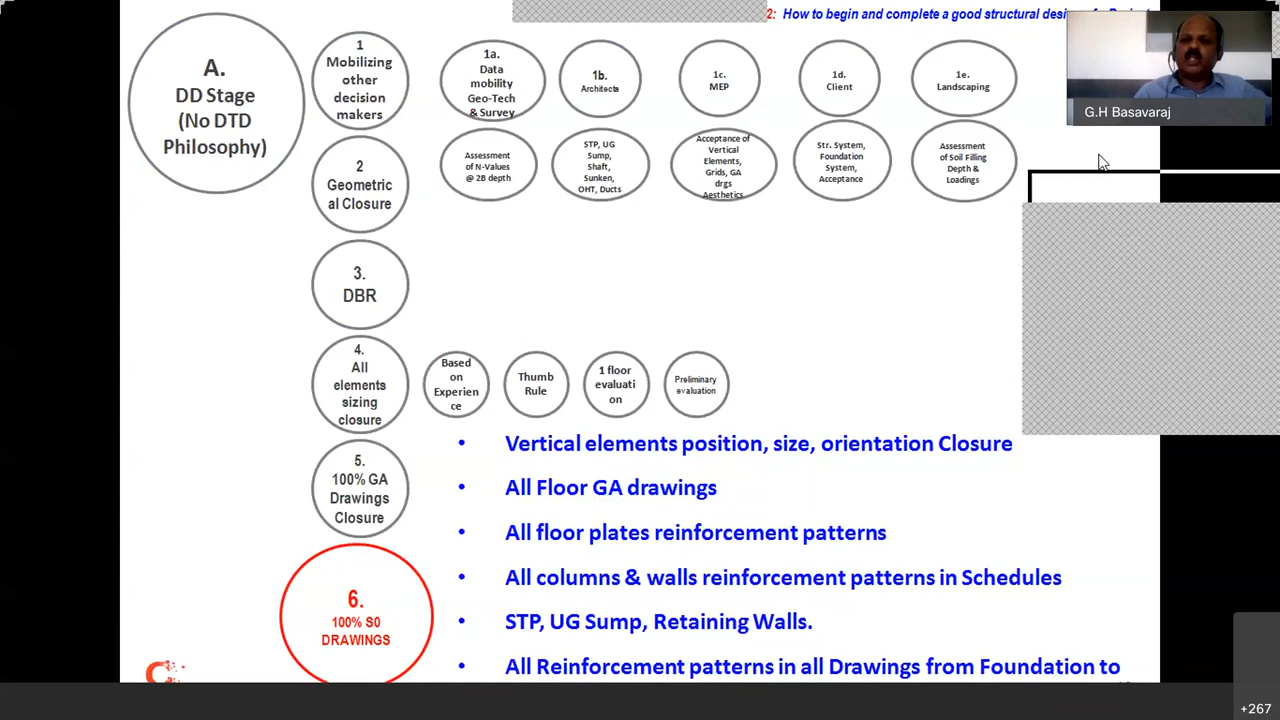 2: How to begin and complete a good structural
A.
DD Stage
(No DTD
Philosophy)
1
Mobilizing
other
decision
makers
1a.
Data
mobility
Geo-Tech
& Survey
1b.
Architects
1c.
MEP
1d.
Client
1e.
Landscaping
G.H Basavaraj
2
Geometric
al Closure
Assessment
of N-Values
@ 2B depth
STP, UG
Sump,
Shaft,
Sunken,
OHT, Ducts
Acceptance of
Vertical
Elements,
Grids, GA
drgs
Aesthetics
Str. System,
Foundation
System,
Acceptance
Assessment
of Soil Filling
Depth &
Loadings
3.
DBR
4.
All
elements
sizing
closure
Based
on
Experien
ce
Thumb
Rule
1 floor
evaluati
on
Preliminary
evaluation
5.
100% GA
Drawings
Closure
6.
100% S0
DRAWINGS
• Vertical elements position, size, orientation Closure
• All Floor GA drawings
• All floor plates reinforcement patterns
• All columns & walls reinforcement patterns in Schedules
• STP, UG Sump, Retaining Walls.
• All Reinforcement patterns in all Drawings from Foundation to
+267